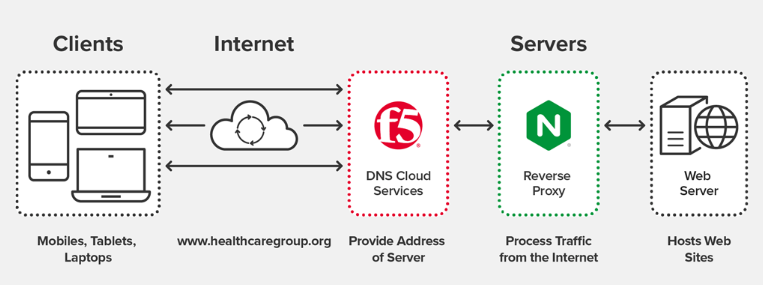 Clients
Internet
Servers
f5
DNS Cloud
Services
N
Reverse
Proxy
Web
Server
Mobiles, Tablets,
Laptops
www.healthcaregroup.org
Provide Address
of Server
Process Traffic
from the Internet
Hosts Web
Sites